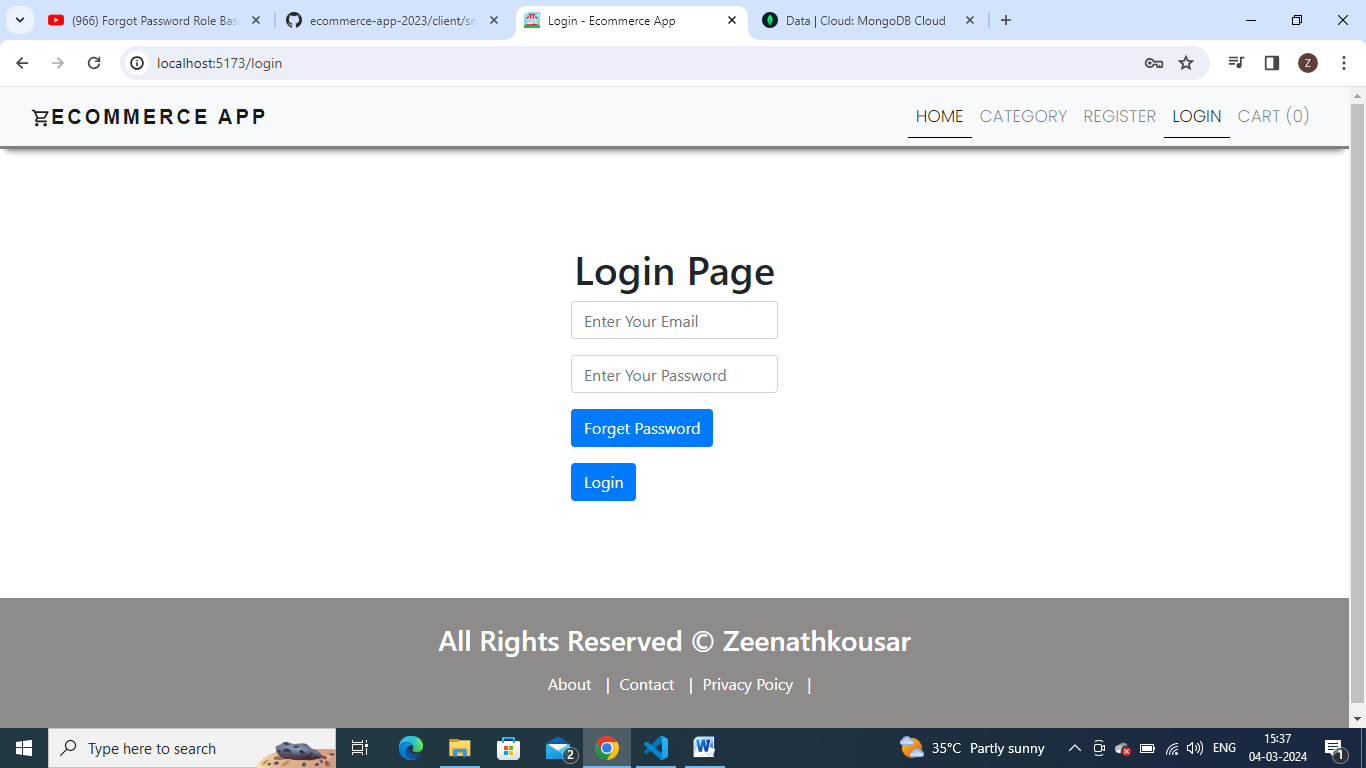 (966) Forgot Password Role Bas
ecommerce-app-2023/client/sr
Login - Ecommerce App
Data | Cloud: MongoDB Cloud
localhost:5173/login
Z
ECOMMERCE APP
HOME CATEGORY REGISTER LOGIN CART (0)
Login Page
Enter Your Email
Enter Your Password
Forget Password
Login
All Rights Reserved © Zeenathkousar
About | Contact | Privacy Poicy |
Type here to search
2
W
35°C Partly sunny
ENG
15:37
04-03-2024
1